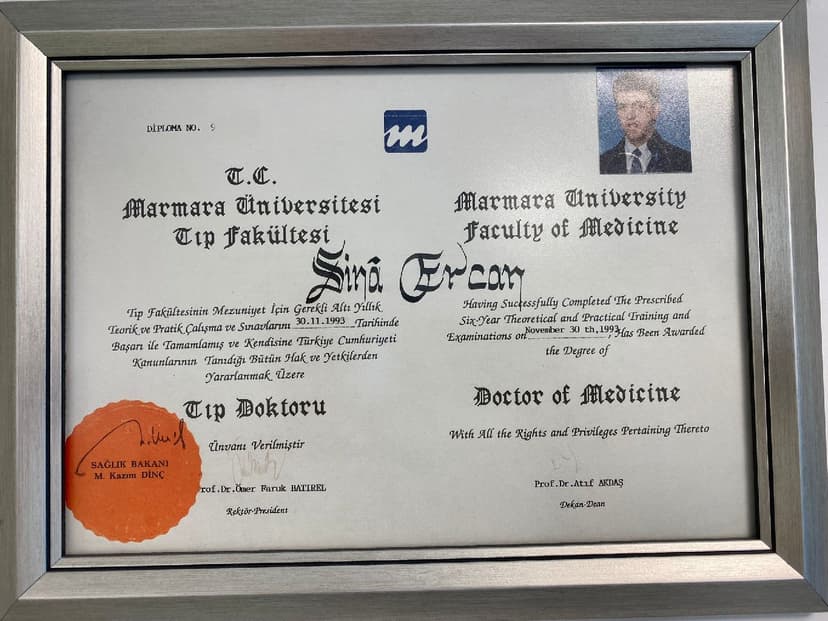 DİPLOMA NO. 9
m
T.C.
Marmara Üniversitesi
Tıp Fakültesi
Marmara University
Faculty of Medicine
Sinâ Ercan
Tıp Fakültesinin Mezuniyet İçin Gerekli Altı Yıllık
Teorik ve Pratik Çalışma ve Sınavlarını 30.11.1993 Tarihinde
Başarı ile Tamamlamış ve Kendisine Türkiye Cumhuriyeti
Kanunlarının Tanıdığı Bütün Hak ve Yetkilerden
Yararlanmak Üzere
Tıp Doktoru
Ünvanı Verilmiştir
Prof.Dr.Ömer Faruk BATIREL
Rektör-President
Having Successfully Completed The Prescribed
Six-Year Theoretical and Practical Training and
Examinations on November 30 th,1993, Has Been Awarded
the Degree of
Doctor of Medicine
With All the Rights and Privileges Pertaining Thereto
Prof.Dr.Atıf AKDAŞ
Dekan-Dean
SAĞLIK BAKANI
M. Kazım DİNÇ